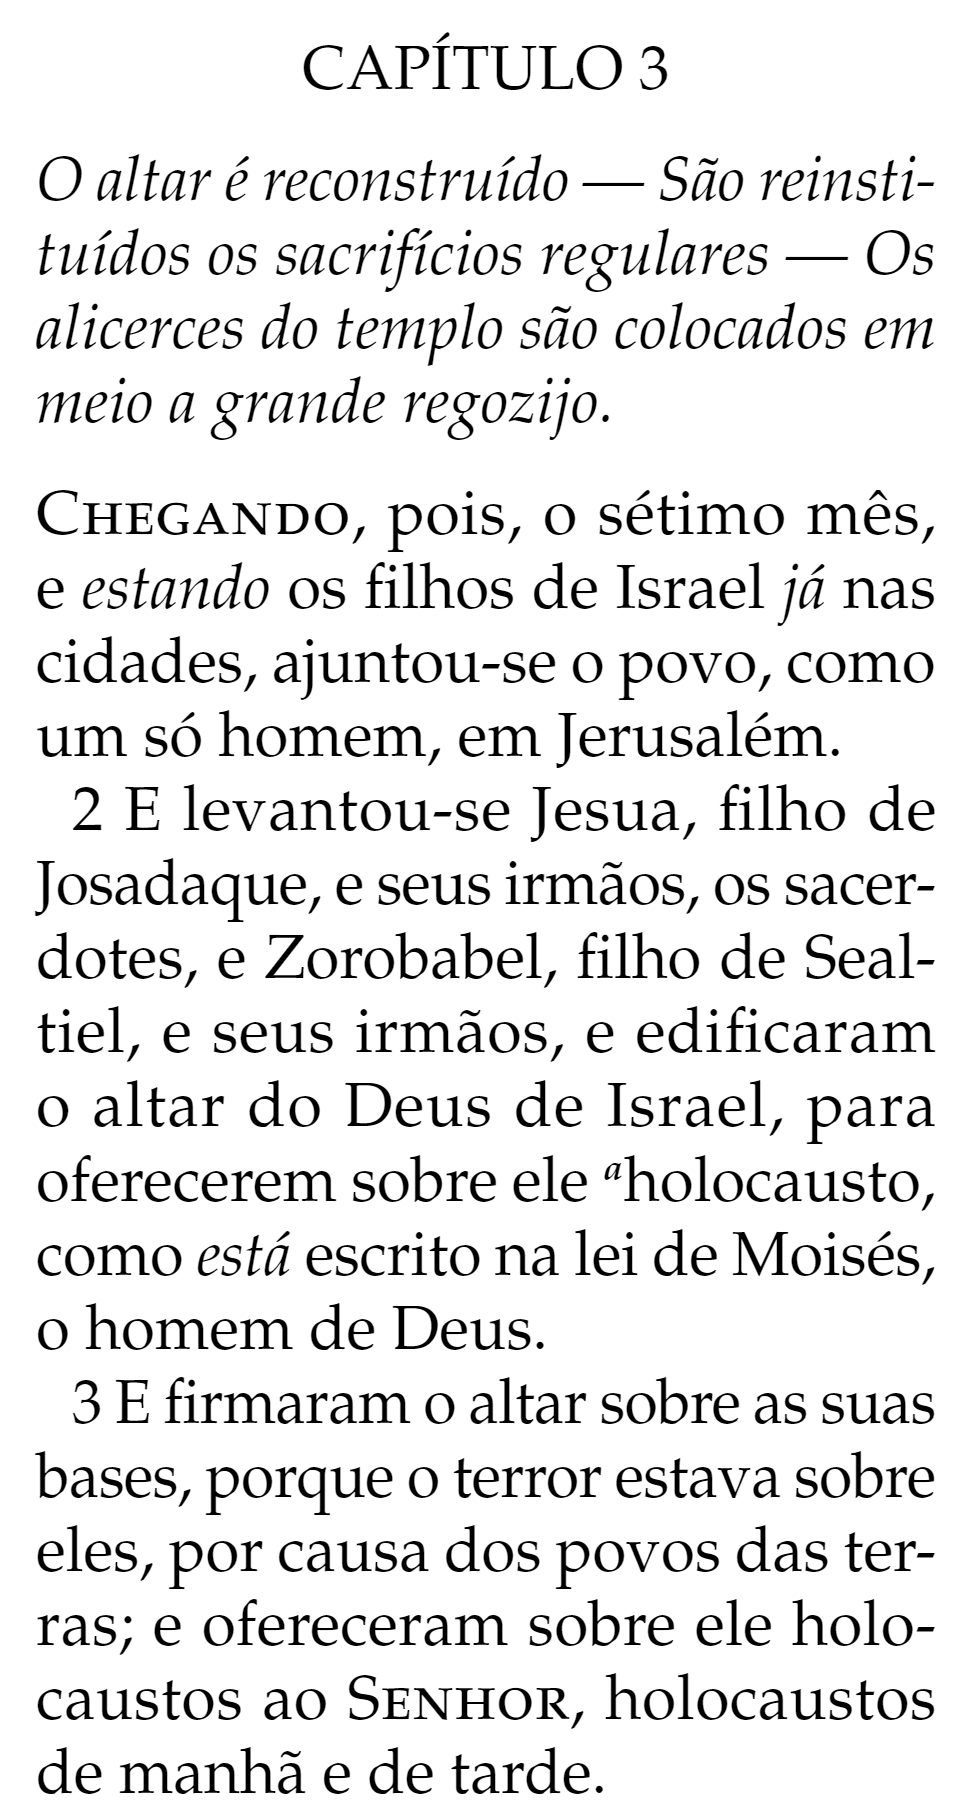 CAPÍTULO 3
O altar é reconstruído — São reinsti-
tuídos os sacrifícios regulares — Os
alicerces do templo são colocados em
meio a grande regozijo.
Chegando, pois, o sétimo mês,
e estando os filhos de Israel já nas
cidades, ajuntou-se o povo, como
um só homem, em Jerusalém.
2 E levantou-se Jesua, filho de
Josadaque, e seus irmãos, os sacer-
dotes, e Zorobabel, filho de Seal-
tiel, e seus irmãos, e edificaram
o altar do Deus de Israel, para
oferecerem sobre ele aholocausto,
como está escrito na lei de Moisés,
o homem de Deus.
3 E firmaram o altar sobre as suas
bases, porque o terror estava sobre
eles, por causa dos povos das ter-
ras; e ofereceram sobre ele holo-
caustos ao Senhor, holocaustos
de manhã e de tarde.